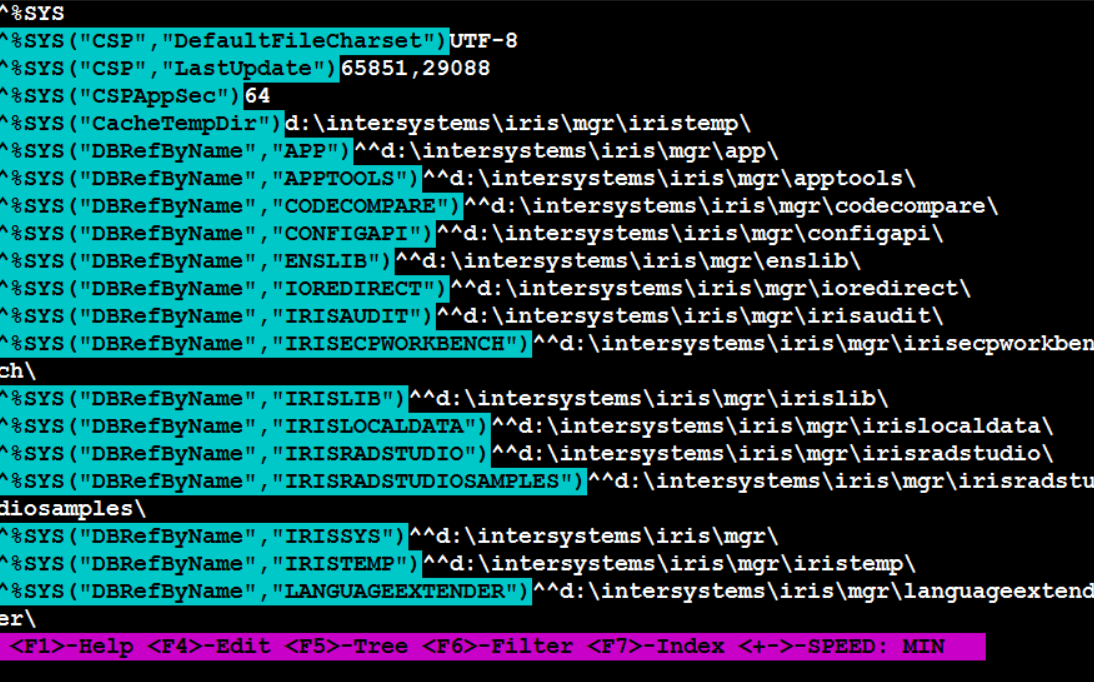 ^%SYS
^%SYS("CSP","DefaultFileCharset")UTF-8
^%SYS("CSP","LastUpdate")65851,29088
^%SYS("CSPAppSec")64
^%SYS("CacheTempDir")d:\intersystems\iris\mgr\iristemp\
^%SYS("DBRefByName","APP")^^d:\intersystems\iris\mgr\app\
^%SYS("DBRefByName","APPTOOLS")^^d:\intersystems\iris\mgr\apptools\
^%SYS("DBRefByName","CODECOMPARE")^^d:\intersystems\iris\mgr\codecompare\
^%SYS("DBRefByName","CONFIGAPI")^^d:\intersystems\iris\mgr\configapi\
^%SYS("DBRefByName","ENSLIB")^^d:\intersystems\iris\mgr\enslib\
^%SYS("DBRefByName","IOREDIRECT")^^d:\intersystems\iris\mgr\ioredirect\
^%SYS("DBRefByName","IRISAUDIT")^^d:\intersystems\iris\mgr\irisaudit\
^%SYS("DBRefByName","IRISECPWORKBENCH")^^d:\intersystems\iris\mgr\irisecpworkben
ch\
^%SYS("DBRefByName","IRISLIB")^^d:\intersystems\iris\mgr\irislib\
^%SYS("DBRefByName","IRISLOCALDATA")^^d:\intersystems\iris\mgr\irislocaldata\
^%SYS("DBRefByName","IRISRADSTUDIO")^^d:\intersystems\iris\mgr\irisradstudio\
^%SYS("DBRefByName","IRISRADSTUDIOSAMPLES")^^d:\intersystems\iris\mgr\irisradstu
diosamples\
^%SYS("DBRefByName","IRISSYS")^^d:\intersystems\iris\mgr\
^%SYS("DBRefByName","IRISTEMP")^^d:\intersystems\iris\mgr\iristemp\
^%SYS("DBRefByName","LANGUAGEEXTENDER")^^d:\intersystems\iris\mgr\languageextend
er\
<F1>-Help <F4>-Edit <F5>-Tree <F6>-Filter <F7>-Index <+->-SPEED: MIN